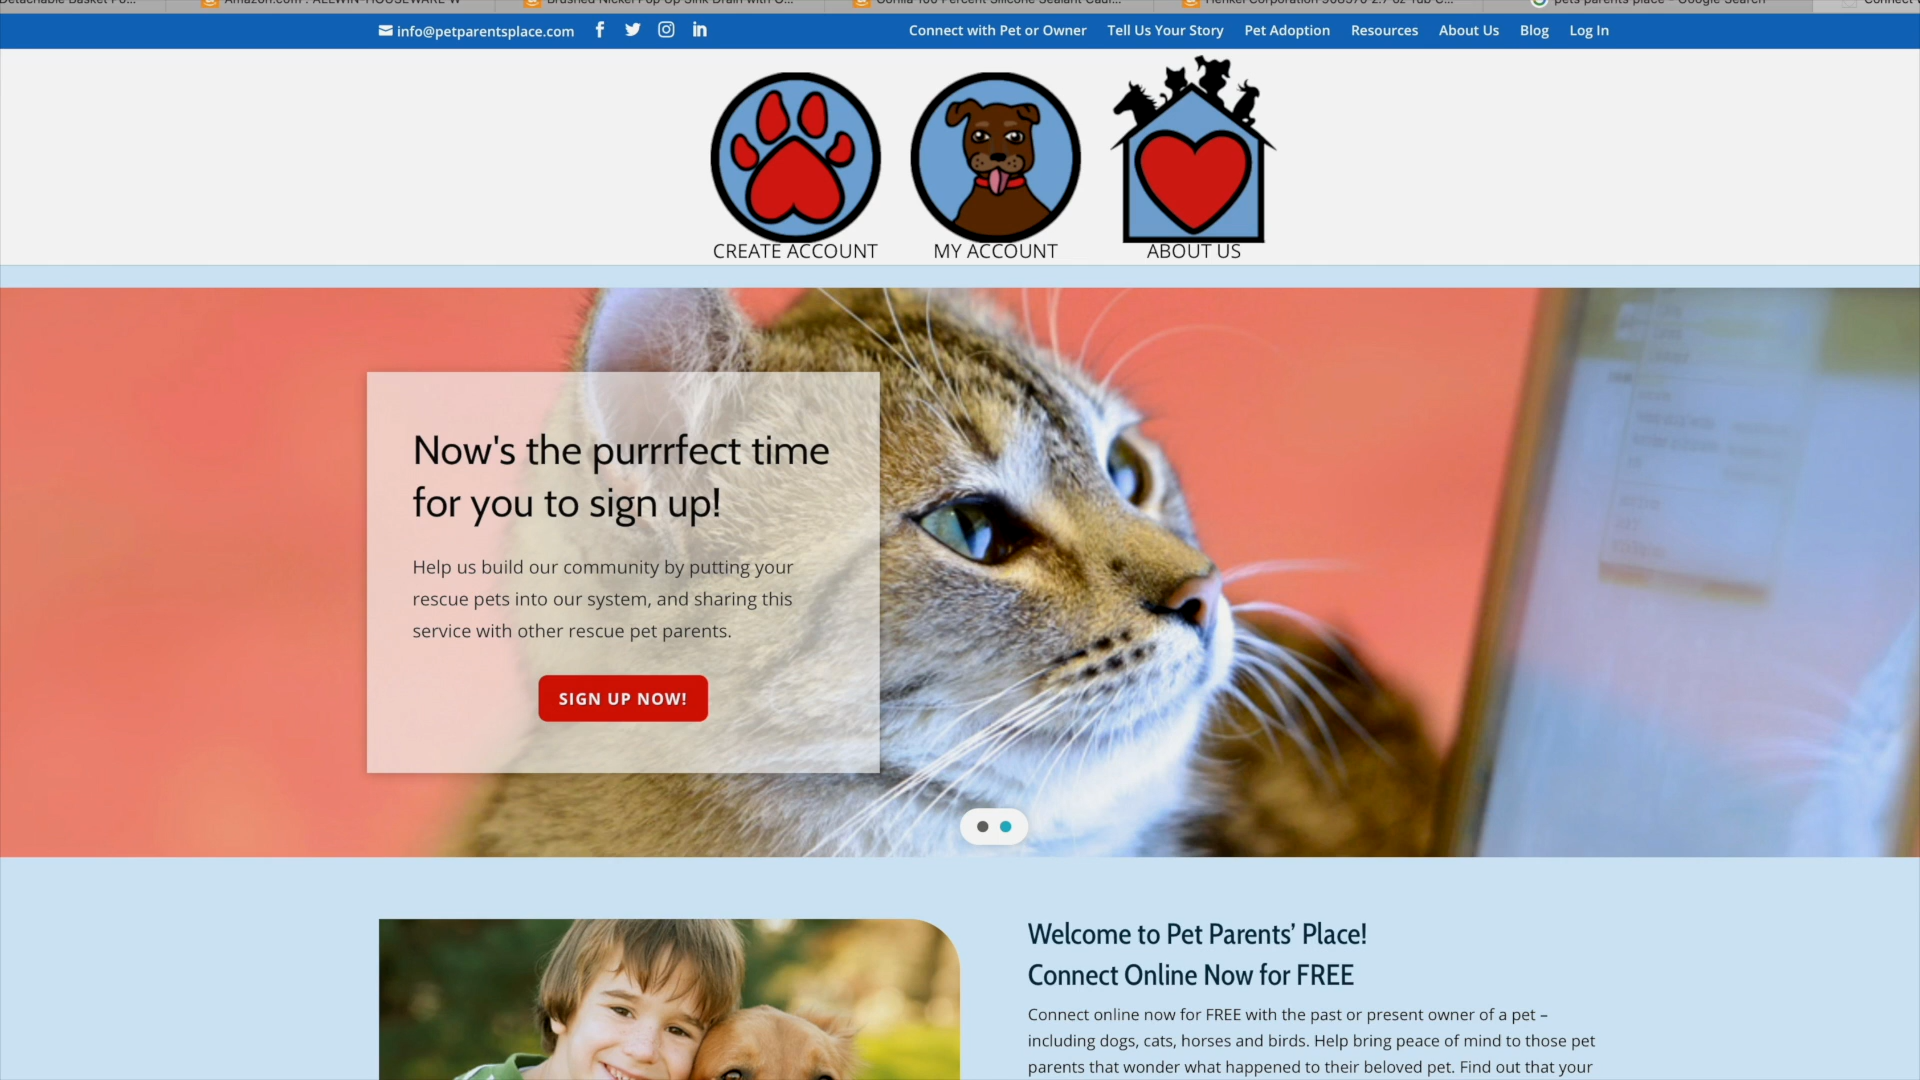 info@petparentsplace.com
Connect with Pet or Owner Tell Us Your Story Pet Adoption Resources About Us Blog Log In
CREATE ACCOUNT MY ACCOUNT ABOUT US
Now's the purrrfect time
for you to sign up!
Help us build our community by putting your
rescue pets into our system, and sharing this
service with other rescue pet parents.
SIGN UP NOW!
Welcome to Pet Parents’ Place!
Connect Online Now for FREE
Connect online now for FREE with the past or present owner of a pet –
including dogs, cats, horses and birds. Help bring peace of mind to those pet
parents that wonder what happened to their beloved pet. Find out that your